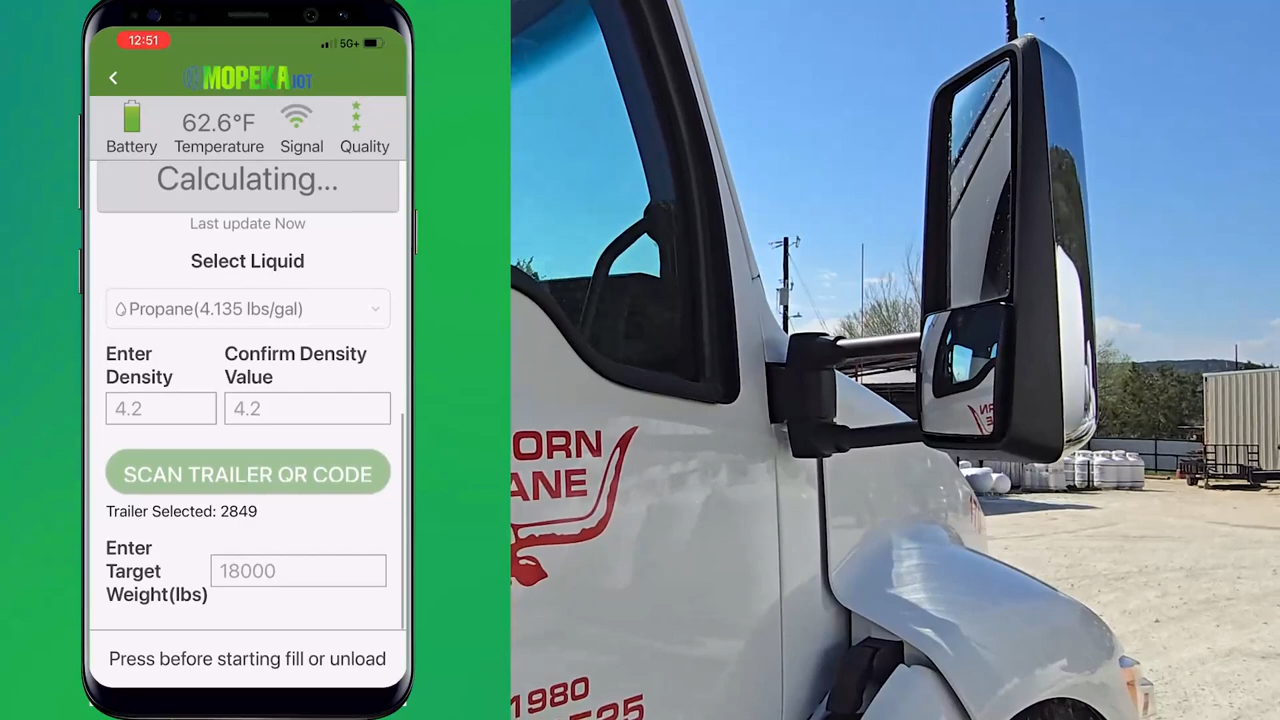 12:51
5G+
MOPEKA IOT
62.6°F
Battery
Temperature
Signal
Quality
Calculating...
Last update Now
Select Liquid
Propane(4.135 lbs/gal)
Enter Density
Confirm Density Value
4.2
4.2
SCAN TRAILER QR CODE
Trailer Selected: 2849
Enter Target Weight(lbs)
18000
Press before starting fill or unload
ORN
ANE
1980